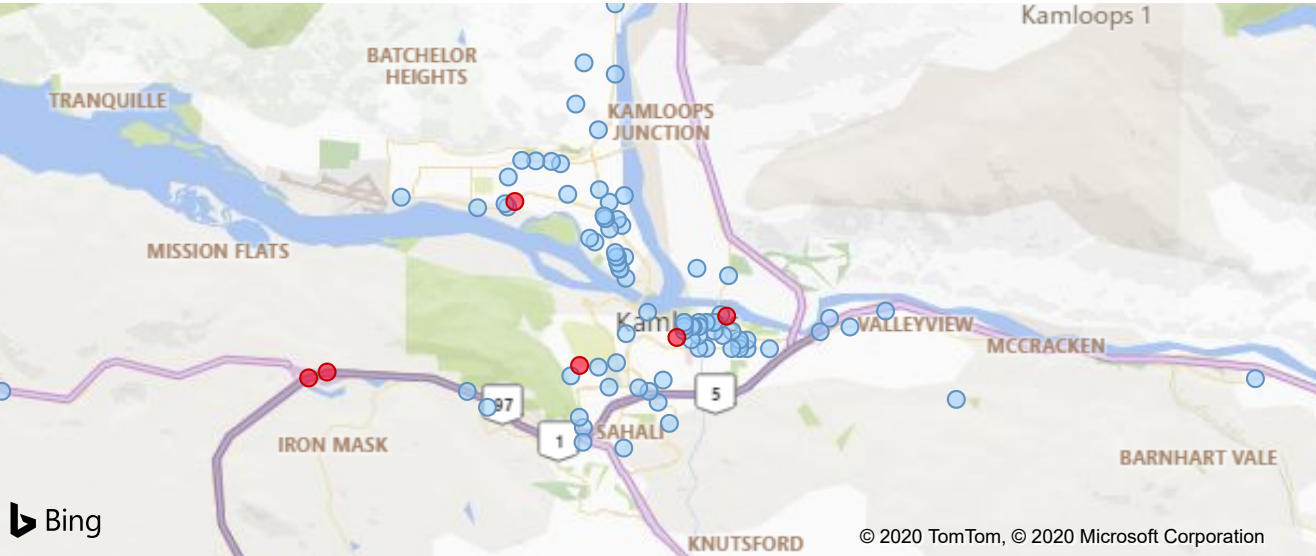 Kamloops 1
BATCHELOR
HEIGHTS
TRANQUILLE
KAMLOOPS
JUNCTION
MISSION FLATS
Kaml
VALLEYVIEW
MCCRACKEN
5
97
1
SAHALI
IRON MASK
BARNHART VALE
Bing
KNUTSFORD
© 2020 TomTom, © 2020 Microsoft Corporation